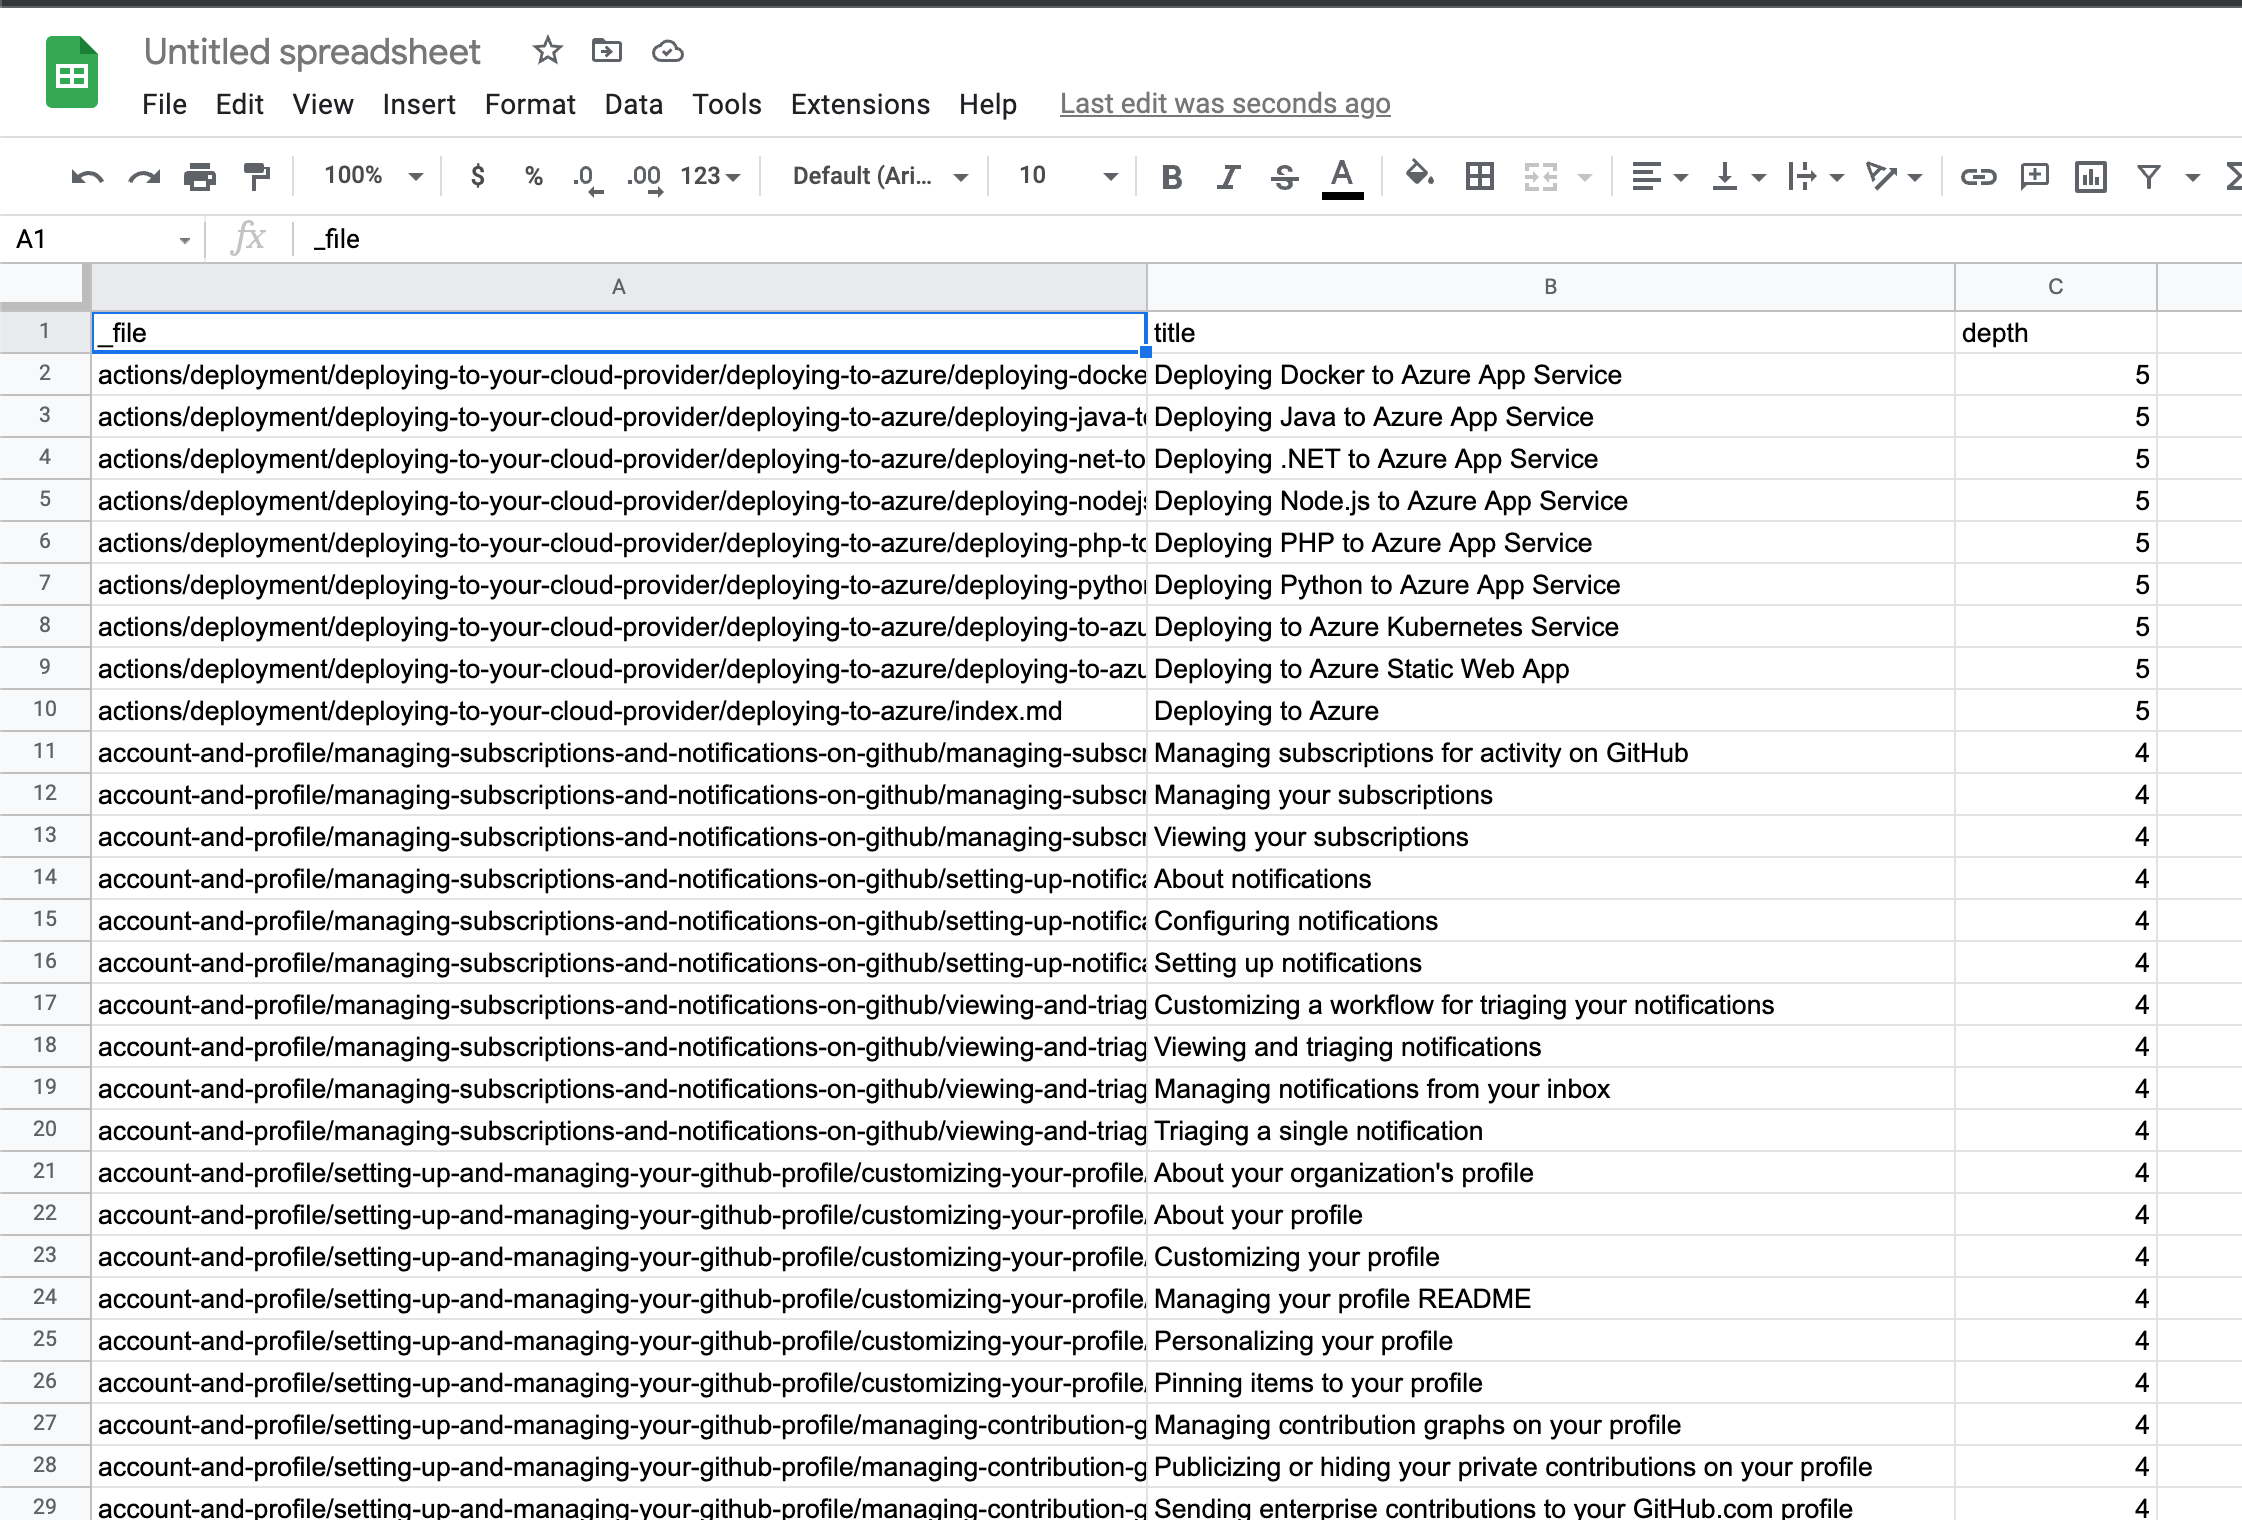 Untitled spreadsheet
File Edit View Insert Format Data Tools Extensions Help Last edit was seconds ago
100% $ % .0 .00 123 Default (Ari... 10 B I S A
A1 fx _file
A B C
1 _file title depth
2 actions/deployment/deploying-to-your-cloud-provider/deploying-to-azure/deploying-docke Deploying Docker to Azure App Service 5
3 actions/deployment/deploying-to-your-cloud-provider/deploying-to-azure/deploying-java-t Deploying Java to Azure App Service 5
4 actions/deployment/deploying-to-your-cloud-provider/deploying-to-azure/deploying-net-to Deploying .NET to Azure App Service 5
5 actions/deployment/deploying-to-your-cloud-provider/deploying-to-azure/deploying-nodejs Deploying Node.js to Azure App Service 5
6 actions/deployment/deploying-to-your-cloud-provider/deploying-to-azure/deploying-php-to Deploying PHP to Azure App Service 5
7 actions/deployment/deploying-to-your-cloud-provider/deploying-to-azure/deploying-python Deploying Python to Azure App Service 5
8 actions/deployment/deploying-to-your-cloud-provider/deploying-to-azure/deploying-to-azu Deploying to Azure Kubernetes Service 5
9 actions/deployment/deploying-to-your-cloud-provider/deploying-to-azure/deploying-to-azu Deploying to Azure Static Web App 5
10 actions/deployment/deploying-to-your-cloud-provider/deploying-to-azure/index.md Deploying to Azure 5
11 account-and-profile/managing-subscriptions-and-notifications-on-github/managing-subscr Managing subscriptions for activity on GitHub 4
12 account-and-profile/managing-subscriptions-and-notifications-on-github/managing-subscr Managing your subscriptions 4
13 account-and-profile/managing-subscriptions-and-notifications-on-github/managing-subscr Viewing your subscriptions 4
14 account-and-profile/managing-subscriptions-and-notifications-on-github/setting-up-notifica About notifications 4
15 account-and-profile/managing-subscriptions-and-notifications-on-github/setting-up-notifica Configuring notifications 4
16 account-and-profile/managing-subscriptions-and-notifications-on-github/setting-up-notifica Setting up notifications 4
17 account-and-profile/managing-subscriptions-and-notifications-on-github/viewing-and-triag Customizing a workflow for triaging your notifications 4
18 account-and-profile/managing-subscriptions-and-notifications-on-github/viewing-and-triag Viewing and triaging notifications 4
19 account-and-profile/managing-subscriptions-and-notifications-on-github/viewing-and-triag Managing notifications from your inbox 4
20 account-and-profile/managing-subscriptions-and-notifications-on-github/viewing-and-triag Triaging a single notification 4
21 account-and-profile/setting-up-and-managing-your-github-profile/customizing-your-profile/ About your organization's profile 4
22 account-and-profile/setting-up-and-managing-your-github-profile/customizing-your-profile/ About your profile 4
23 account-and-profile/setting-up-and-managing-your-github-profile/customizing-your-profile/ Customizing your profile 4
24 account-and-profile/setting-up-and-managing-your-github-profile/customizing-your-profile/ Managing your profile README 4
25 account-and-profile/setting-up-and-managing-your-github-profile/customizing-your-profile/ Personalizing your profile 4
26 account-and-profile/setting-up-and-managing-your-github-profile/customizing-your-profile/ Pinning items to your profile 4
27 account-and-profile/setting-up-and-managing-your-github-profile/managing-contribution-g Managing contribution graphs on your profile 4
28 account-and-profile/setting-up-and-managing-your-github-profile/managing-contribution-g Publicizing or hiding your private contributions on your profile 4
29 account-and-profile/setting-up-and-managing-your-github-profile/managing-contribution-g Sending enterprise contributions to your GitHub.com profile 4